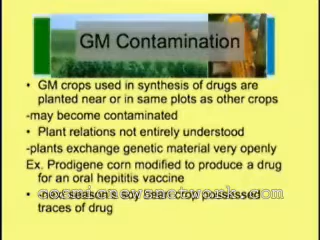 GM Contamination
• GM crops used in synthesis of drugs are
planted near or in same plots as other crops
-may become contaminated
• Plant relations not entirely understood
-plants exchange genetic material very openly
Ex. Prodigene corn modified to produce a drug
for an oral hepititis vaccine
• -next season's soy bean crop possessed
traces of drug